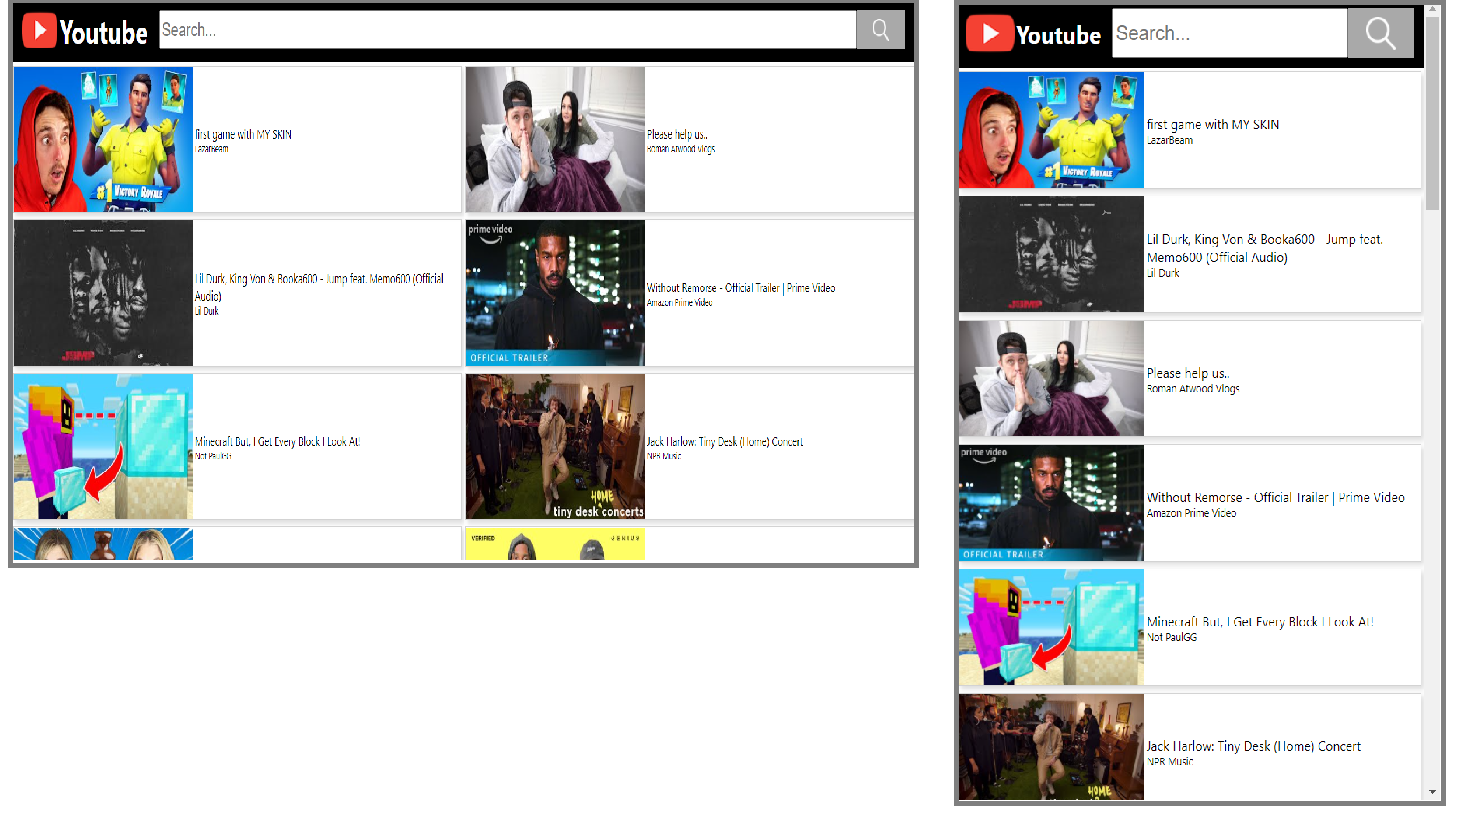 Youtube Search...
first game with MY SKIN
LazarBeam
#1 VICTORY ROYALE
Please help us..
Roman Atwood Vlogs
Lil Durk, King Von & Booka600 - Jump feat. Memo600 (Official
Audio)
Lil Durk
JUMP
prime video
OFFICIAL TRAILER
Without Remorse - Official Trailer | Prime Video
Amazon Prime Video
Minecraft But, I Get Every Block I Look At!
Not PaulGG
HOME
tiny desk concerts
Jack Harlow: Tiny Desk (Home) Concert
NPR Music
VERIFIED
GENIUS
Youtube Search...
#1 VICTORY ROYALE
first game with MY SKIN
LazarBeam
JUMP
Lil Durk, King Von & Booka600 - Jump feat.
Memo600 (Official Audio)
Lil Durk
Please help us..
Roman Atwood Vlogs
prime video
OFFICIAL TRAILER
Without Remorse - Official Trailer | Prime Video
Amazon Prime Video
Minecraft But, I Get Every Block I Look At!
Not PaulGG
HOME
Jack Harlow: Tiny Desk (Home) Concert
NPR Music